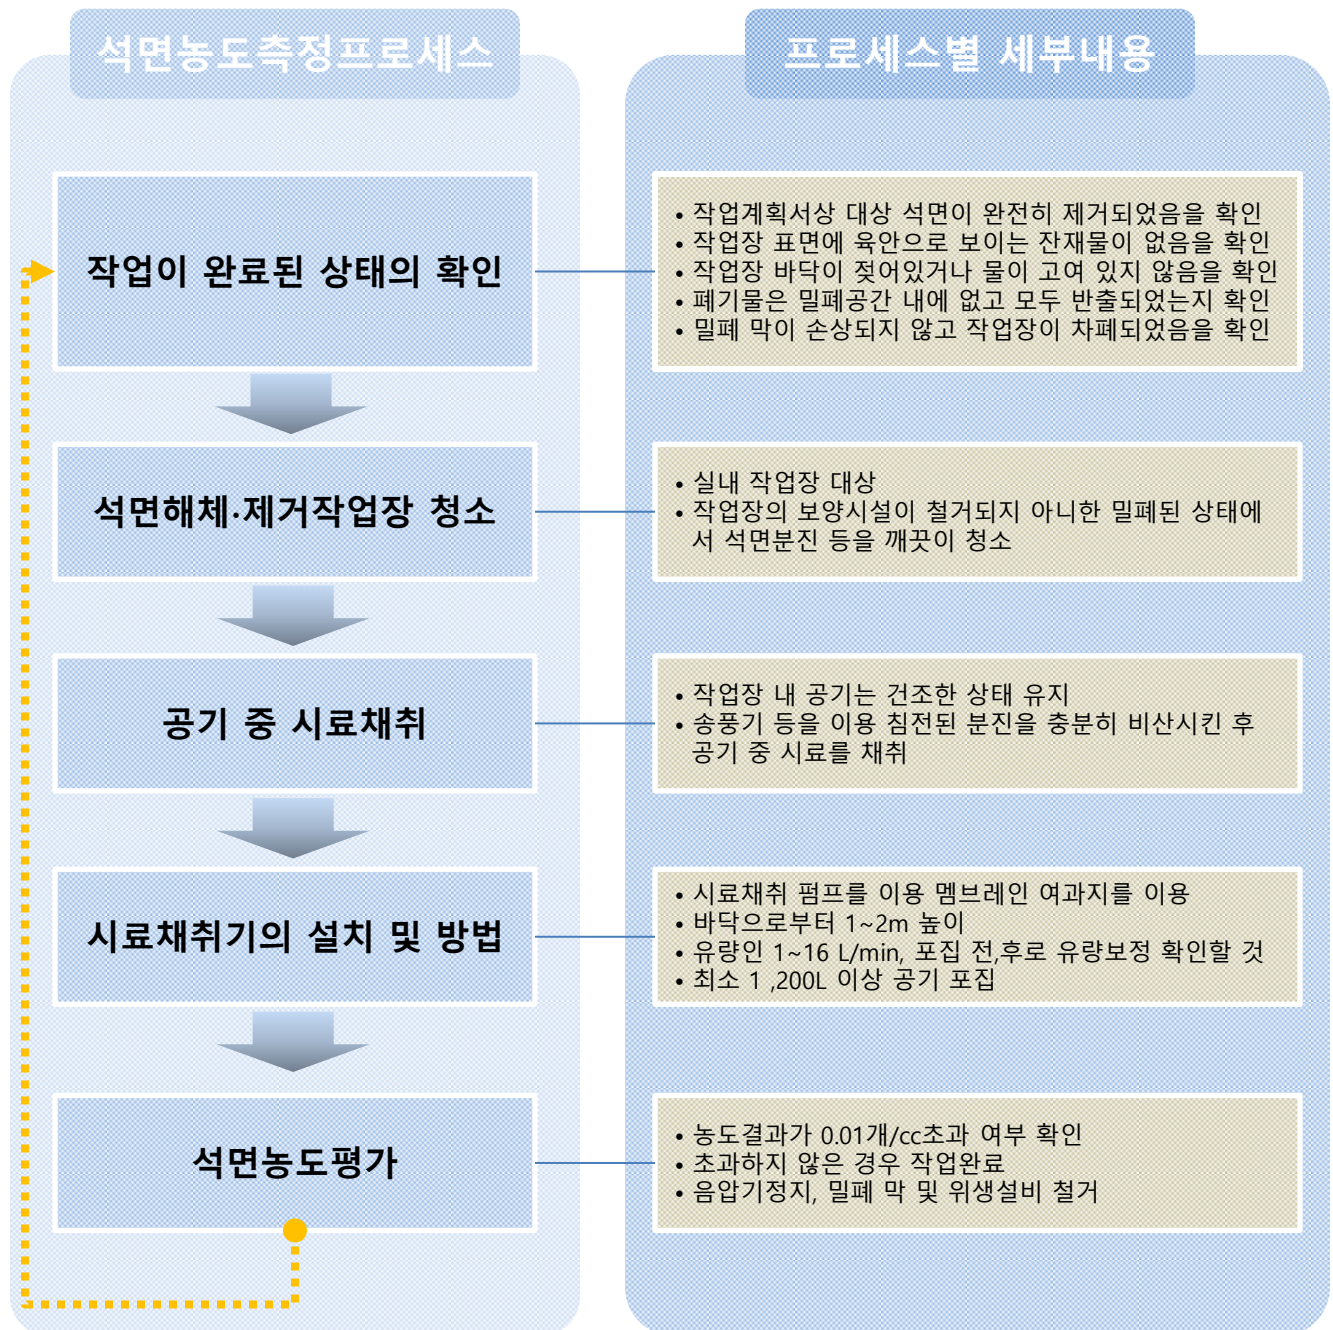 석면농도측정프로세스
프로세스별 세부내용
작업이 완료된 상태의 확인
• 작업계획서상 대상 석면이 완전히 제거되었음을 확인
• 작업장 표면에 육안으로 보이는 잔재물이 없음을 확인
• 작업장 바닥이 젖어있거나 물이 고여 있지 않음을 확인
• 폐기물은 밀폐공간 내에 없고 모두 반출되었는지 확인
• 밀폐 막이 손상되지 않고 작업장이 차폐되었음을 확인
석면해체·제거작업장 청소
• 실내 작업장 대상
• 작업장의 보양시설이 철거되지 아니한 밀폐된 상태에
서 석면분진 등을 깨끗이 청소
공기 중 시료채취
• 작업장 내 공기는 건조한 상태 유지
• 송풍기 등을 이용 침전된 분진을 충분히 비산시킨 후
공기 중 시료를 채취
시료채취기의 설치 및 방법
• 시료채취 펌프를 이용 멤브레인 여과지를 이용
• 바닥으로부터 1~2m 높이
• 유량인 1~16 L/min, 포집 전,후로 유량보정 확인할 것
• 최소 1 ,200L 이상 공기 포집
석면농도평가
• 농도결과가 0.01개/cc초과 여부 확인
• 초과하지 않은 경우 작업완료
• 음압기정지, 밀폐 막 및 위생설비 철거